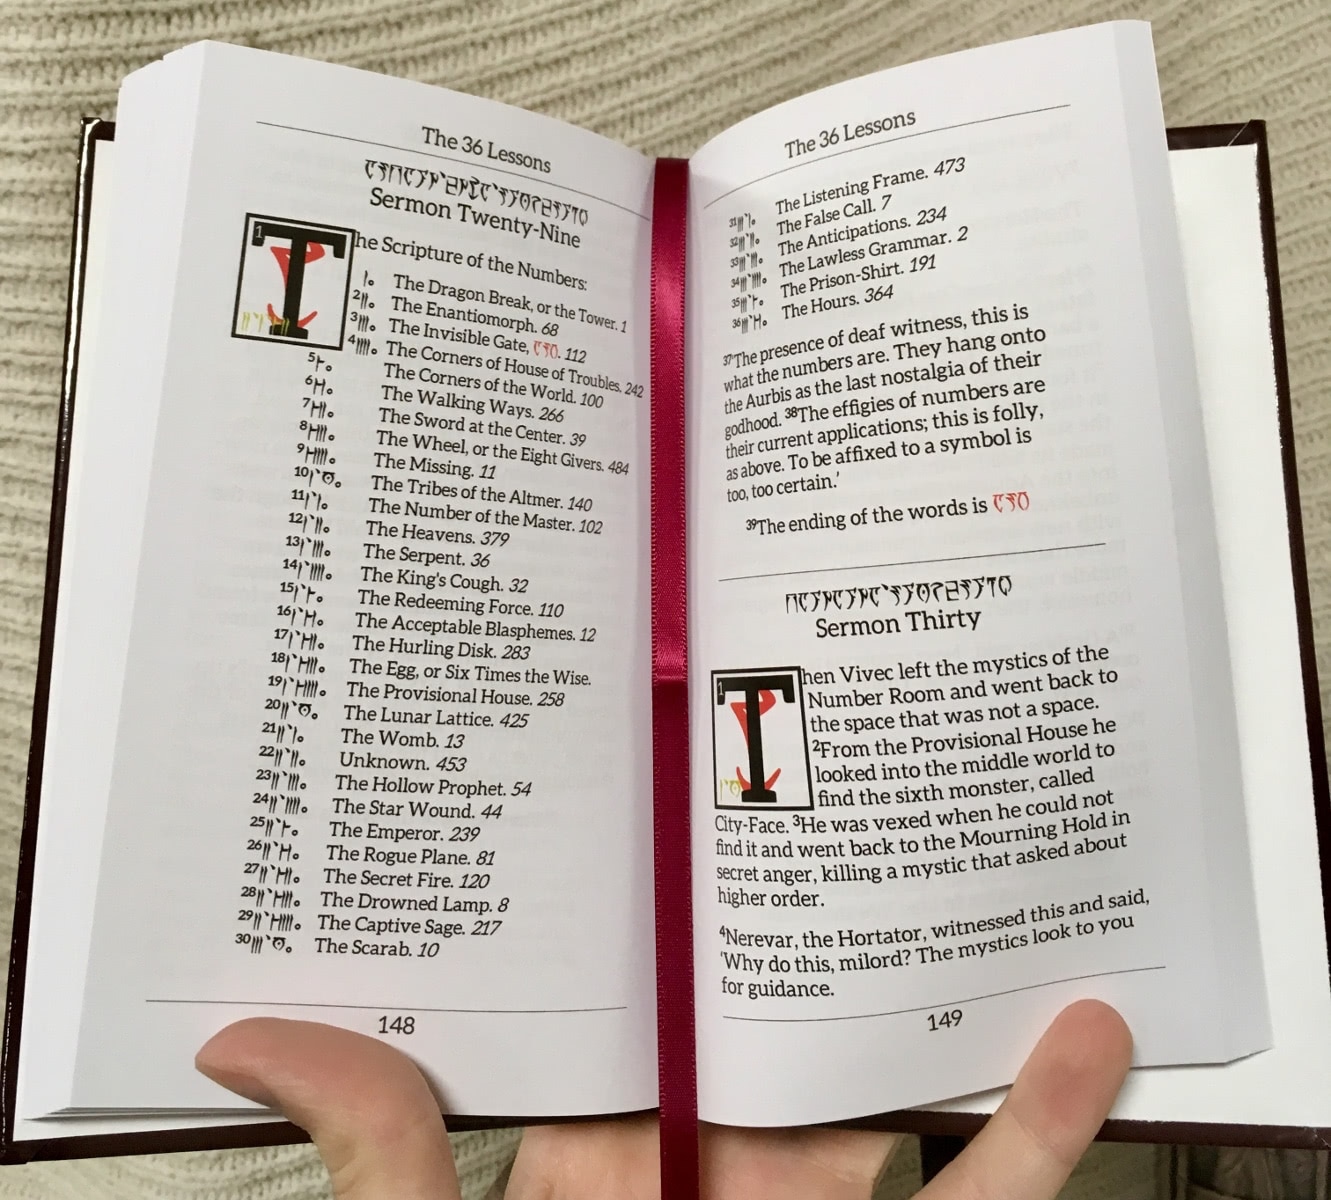 The 36 Lessons
Sermon Twenty-Nine
The Scripture of the Numbers:
1
The Dragon Break, or the Tower. 1
2 The Enantiomorph. 68
3 The Invisible Gate, 112
4 The Corners of House of Troubles. 242
5 The Corners of the World. 100
6 The Walking Ways. 266
7 The Sword at the Center. 39
8 The Wheel, or the Eight Givers. 484
9 The Missing. 11
10 The Tribes of the Altmer. 140
11 The Number of the Master. 102
12 The Heavens. 379
13 The Serpent. 36
14 The King's Cough. 32
15 The Redeeming Force. 110
16 The Acceptable Blasphemes. 12
17 The Hurling Disk. 283
18 The Egg, or Six Times the Wise.
19 The Provisional House. 258
20 The Lunar Lattice. 425
21 The Womb. 13
22 Unknown. 453
23 The Hollow Prophet. 54
24 The Star Wound. 44
25 The Emperor. 239
26 The Rogue Plane. 81
27 The Secret Fire. 120
28 The Drowned Lamp. 8
29 The Captive Sage. 217
30 The Scarab. 10
148
The 36 Lessons
31 The Listening Frame. 473
32 The False Call. 7
33 The Anticipations. 234
34 The Lawless Grammar. 2
35 The Prison-Shirt. 191
36 The Hours. 364
37The presence of deaf witness, this is
what the numbers are. They hang onto
the Aurbis as the last nostalgia of their
godhood. 38The effigies of numbers are
their current applications; this is folly,
as above. To be affixed to a symbol is
too, too certain.'
39The ending of the words is
Sermon Thirty
1
Then Vivec left the mystics of the
Number Room and went back to
the space that was not a space.
2From the Provisional House he
looked into the middle world to
find the sixth monster, called
City-Face. 3He was vexed when he could not
find it and went back to the Mourning Hold in
secret anger, killing a mystic that asked about
higher order.
4Nerevar, the Hortator, witnessed this and said,
'Why do this, milord? The mystics look to you
for guidance.
149